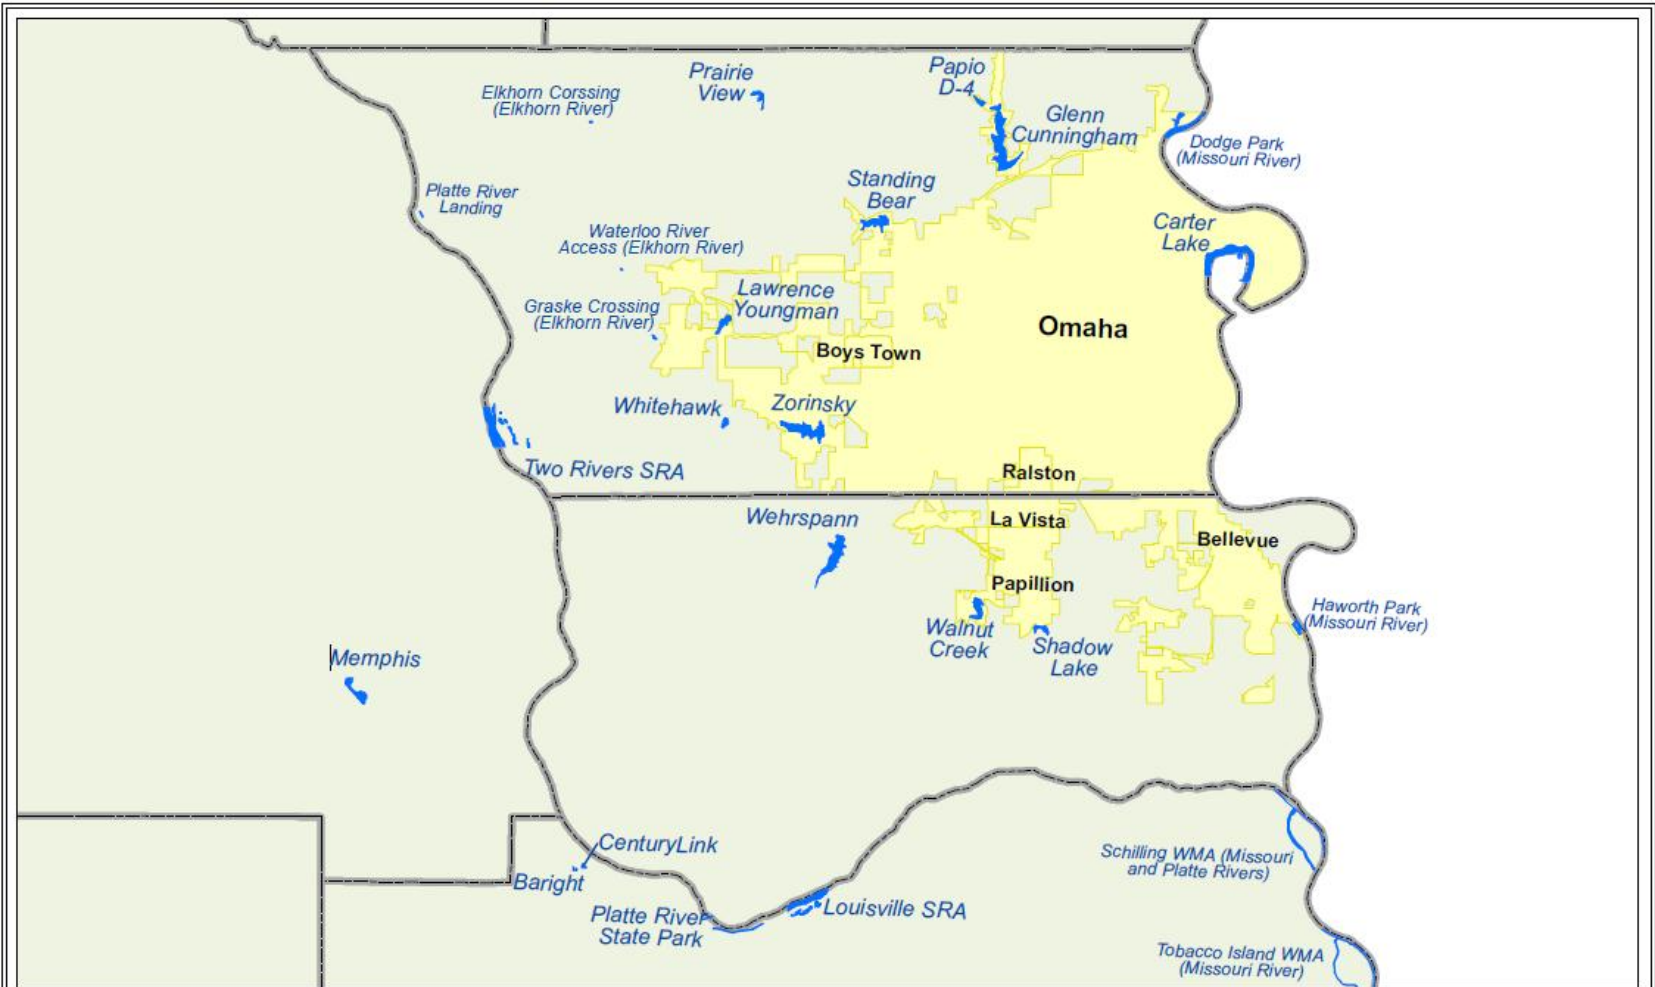 Prairie
View
Papio
D-4
Elkhorn Corssing
(Elkhorn River)
Glenn
Cunningham
Dodge Park
(Missouri River)
Standing
Bear
Platte River
Landing
Carter
Lake
Waterloo River
Access (Elkhorn River)
Lawrence
Youngman
Graske Crossing
(Elkhorn River)
Omaha
Boys Town
Whitehawk
Zorinsky
Two Rivers SRA
Ralston
Wehrspann
La Vista
Bellevue
Papillion
Haworth Park
(Missouri River)
Walnut
Creek
Shadow
Lake
Memphis
CenturyLink
Baright
Schilling WMA (Missouri
and Platte Rivers)
Platte River
State Park
Louisville SRA
Tobacco Island WMA
(Missouri River)